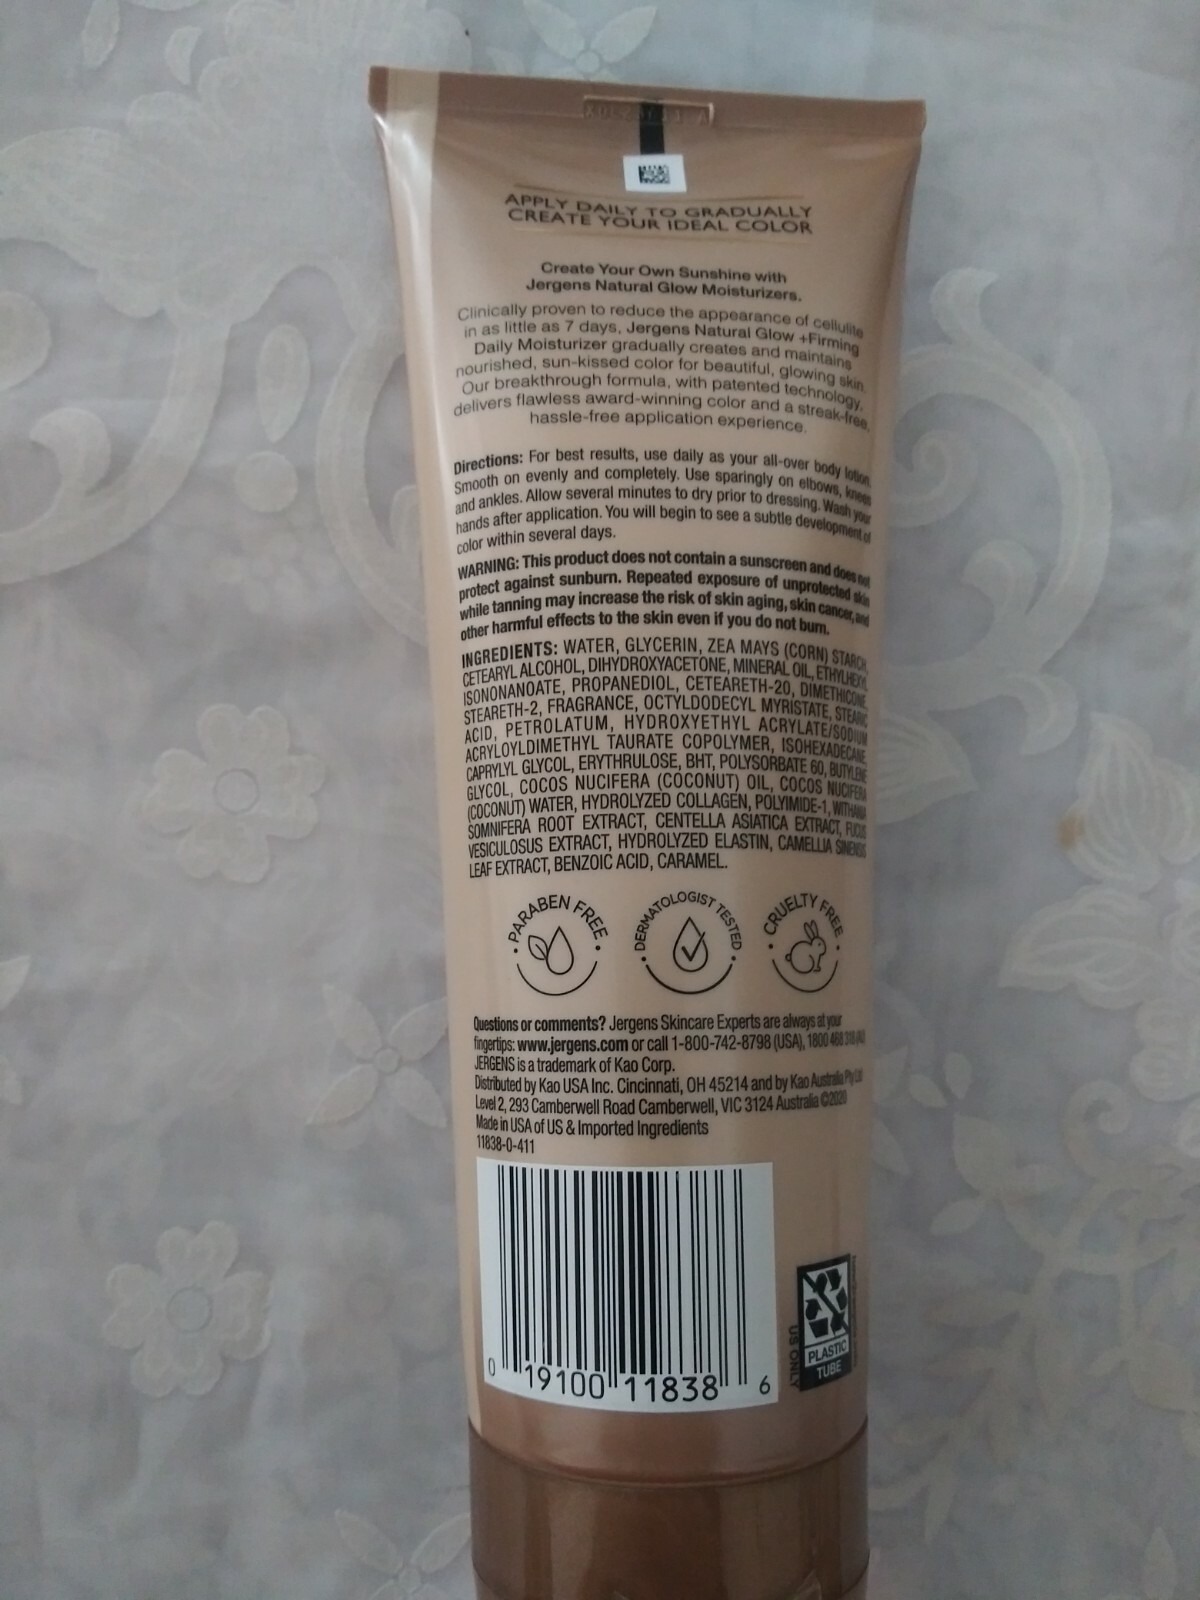 APPLY DAILY TO GRADUALLY
CREATE YOUR IDEAL COLOR
Create Your Own Sunshine with
Jergens Natural Glow Moisturizers.
Clinically proven to reduce the appearance of cellulite
in as little as 7 days, Jergens Natural Glow +Firming
Daily Moisturizer gradually creates and maintains
nourished, sun-kissed color for beautiful, glowing skin.
Our breakthrough formula, with patented technology,
delivers flawless award-winning color and a streak-free,
hassle-free application experience.
Directions: For best results, use daily as your all-over body lotion.
Smooth on evenly and completely. Use sparingly on elbows, knees
and ankles. Allow several minutes to dry prior to dressing. Wash your
hands after application. You will begin to see a subtle development of
color within several days.
WARNING: This product does not contain a sunscreen and does not
protect against sunburn. Repeated exposure of unprotected skin
while tanning may increase the risk of skin aging, skin cancer, and
other harmful effects to the skin even if you do not burn.
INGREDIENTS: WATER, GLYCERIN, ZEA MAYS (CORN) STARCH,
CETEARYL ALCOHOL, DIHYDROXYACETONE, MINERAL OIL, ETHYLHEXYL
ISONONANOATE, PROPANEDIOL, CETEARETH-20, DIMETHICONE,
STEARETH-2, FRAGRANCE, OCTYLDODECYL MYRISTATE, STEARIC
ACID, PETROLATUM, HYDROXYETHYL ACRYLATE/SODIUM
ACRYLOYLDIMETHYL TAURATE COPOLYMER, ISOHEXADECANE,
CAPRYLYL GLYCOL, ERYTHRULOSE, BHT, POLYSORBATE 60, BUTYLENE
GLYCOL, COCOS NUCIFERA (COCONUT) OIL, COCOS NUCIFERA
(COCONUT) WATER, HYDROLYZED COLLAGEN, POLYIMIDE-1, WITHANIA
SOMNIFERA ROOT EXTRACT, CENTELLA ASIATICA EXTRACT, FUCUS
VESICULOSUS EXTRACT, HYDROLYZED ELASTIN, CAMELLIA SINENSIS
LEAF EXTRACT, BENZOIC ACID, CARAMEL.
• PARABEN FREE •
• DERMATOLOGIST TESTED •
• CRUELTY FREE •
Questions or comments? Jergens Skincare Experts are always at your
fingertips: www.jergens.com or call 1-800-742-8798 (USA), 1800 468 318 (AU)
JERGENS is a trademark of Kao Corp.
Distributed by Kao USA Inc. Cincinnati, OH 45214 and by Kao Australia Pty Ltd
Level 2, 293 Camberwell Road Camberwell, VIC 3124 Australia ©2020
Made in USA of US & Imported Ingredients
11838-0-411
0 19100 11838 6
PLASTIC
TUBE
US ONLY